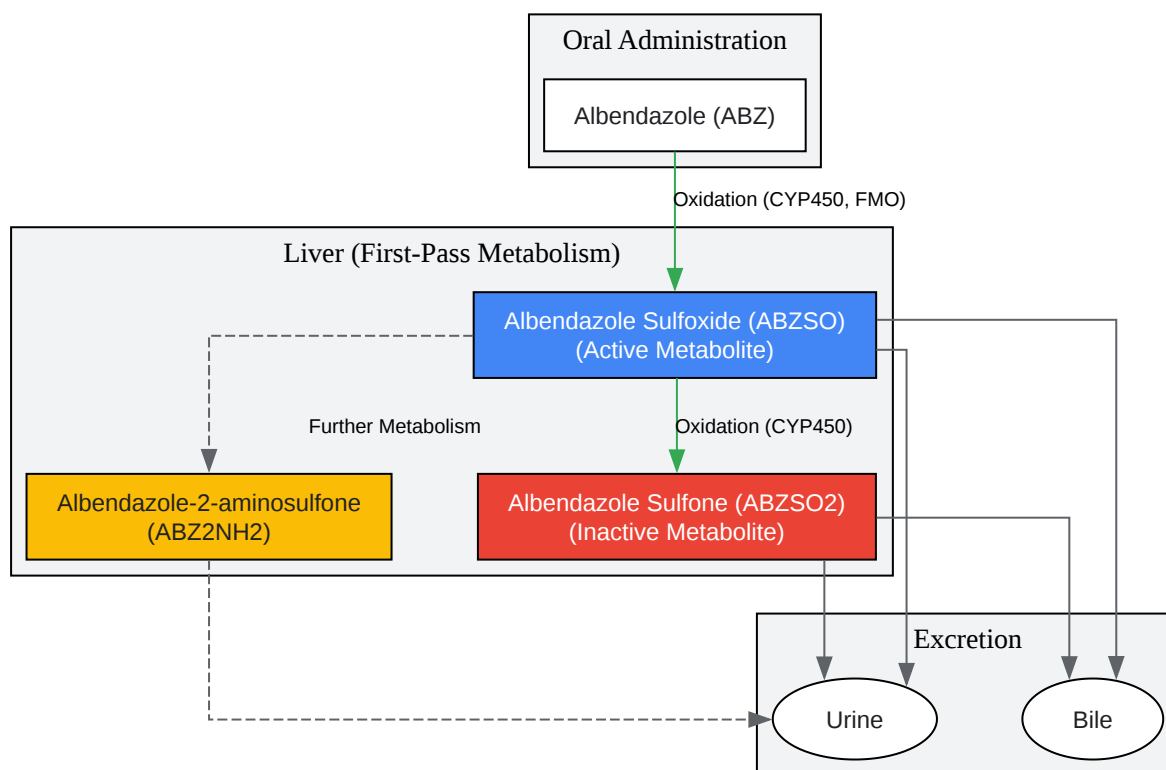 Oral Administration
Albendazole (ABZ)
Oxidation (CYP450, FMO)
Liver (First-Pass Metabolism)
Albendazole Sulfoxide (ABZSO)
(Active Metabolite)
Further Metabolism
Oxidation (CYP450)
Albendazole-2-aminosulfone
(ABZ2NH2)
Albendazole Sulfone (ABZSO2)
(Inactive Metabolite)
Excretion
Urine
Bile